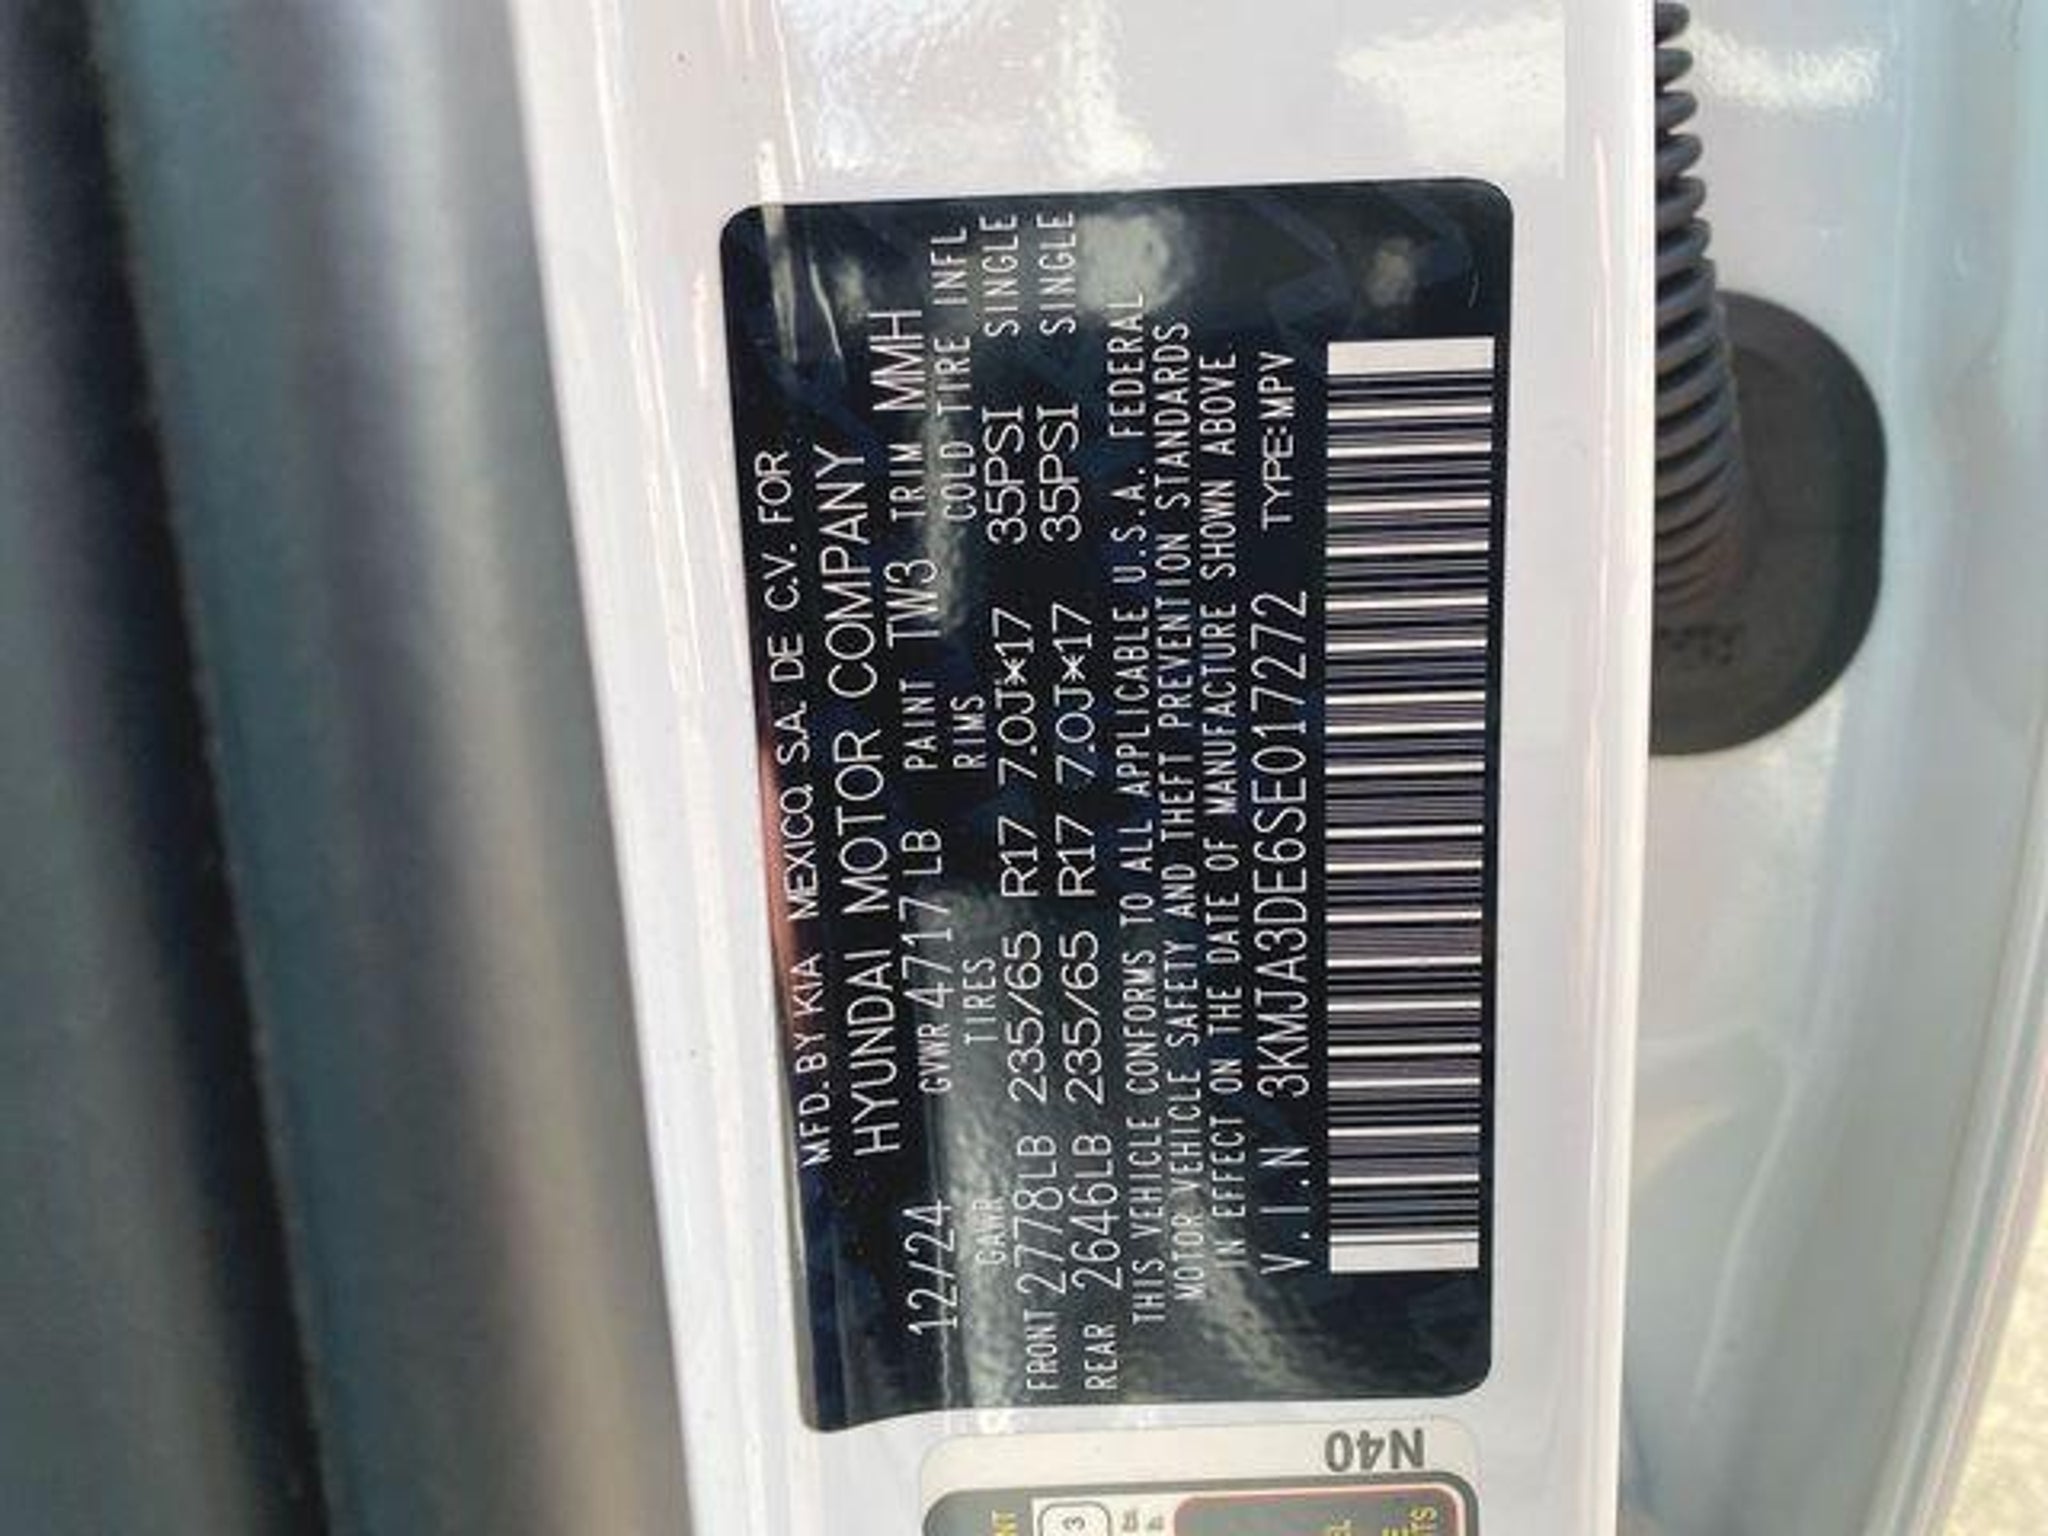 MFD. BY KIA MEXICO, S.A. DE C.V. FOR
HYUNDAI MOTOR COMPANY
12/24 GVWR 4717 LB PAINT TW3 TRIM MMH
GAWR TIRES RIMS COLD TIRE INFL
FRONT 2778LB 235/65 R17 7.0J*17 35PSI SINGLE
REAR 2646LB 235/65 R17 7.0J*17 35PSI SINGLE
THIS VEHICLE CONFORMS TO ALL APPLICABLE U.S.A. FEDERAL
MOTOR VEHICLE SAFETY AND THEFT PREVENTION STANDARDS
IN EFFECT ON THE DATE OF MANUFACTURE SHOWN ABOVE.
V.I.N 3KMJA3DE6SE017272 TYPE:MPV
N40
3